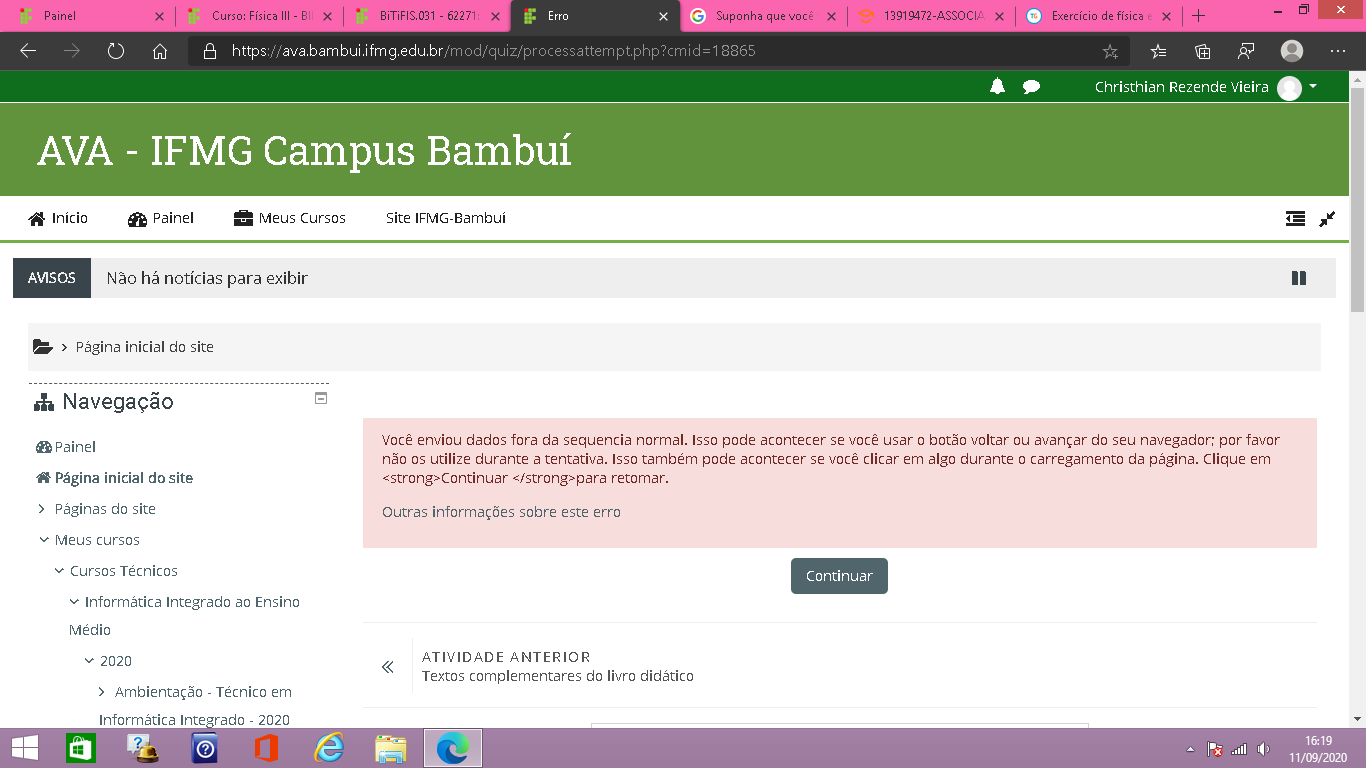 Painel
Curso: Física III - BI
BiTiFIS.031 - 62271
Erro
Suponha que você
13919472-ASSOCIA
Exercício de física e
https://ava.bambui.ifmg.edu.br/mod/quiz/processattempt.php?cmid=18865
Christhian Rezende Vieira
AVA - IFMG Campus Bambuí
Início
Painel
Meus Cursos
Site IFMG-Bambuí
AVISOS
Não há notícias para exibir
Página inicial do site
Navegação
Painel
Página inicial do site
Páginas do site
Meus cursos
Cursos Técnicos
Informática Integrado ao Ensino
Médio
2020
Ambientação - Técnico em
Informática Integrado - 2020
Você enviou dados fora da sequencia normal. Isso pode acontecer se você usar o botão voltar ou avançar do seu navegador; por favor
não os utilize durante a tentativa. Isso também pode acontecer se você clicar em algo durante o carregamento da página. Clique em
<strong>Continuar </strong>para retomar.
Outras informações sobre este erro
Continuar
ATIVIDADE ANTERIOR
Textos complementares do livro didático
16:19
11/09/2020